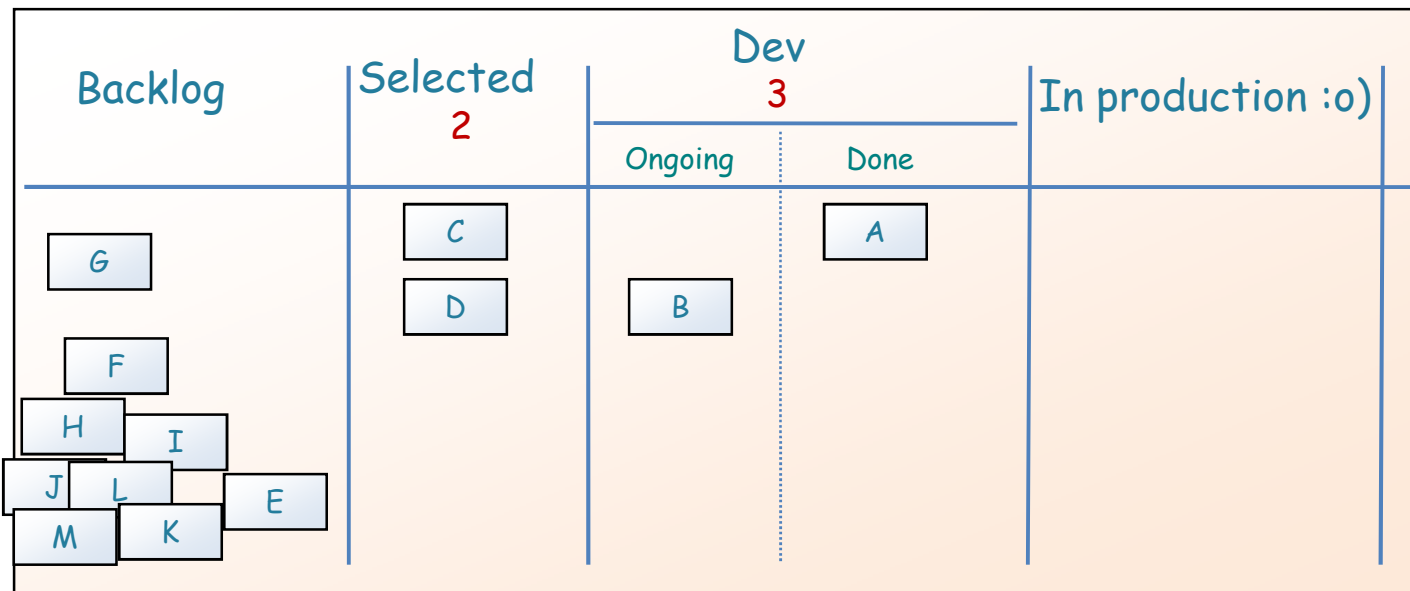 Backlog
Selected
2
Dev
3
Ongoing
Done
In production :o)
G
F
H
I
J
L
E
M
K
C
D
B
A